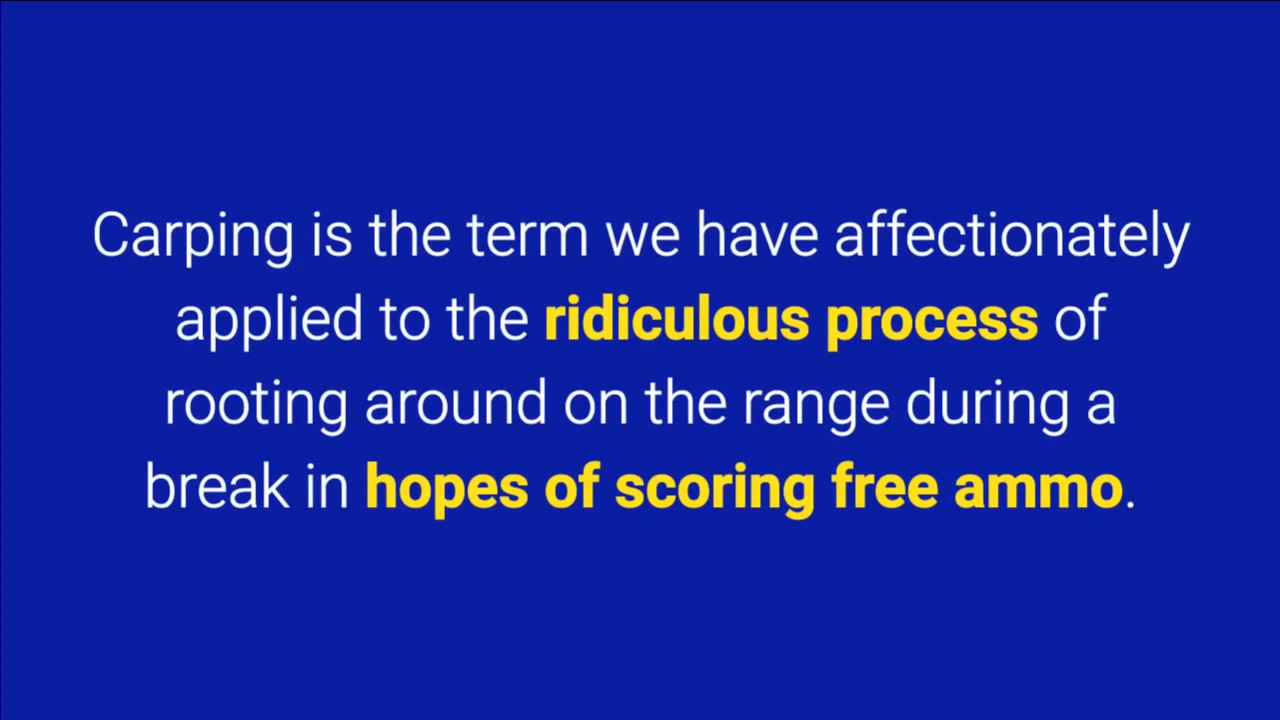 Carping is the term we have affectionately
applied to the ridiculous process of
rooting around on the range during a
break in hopes of scoring free ammo.